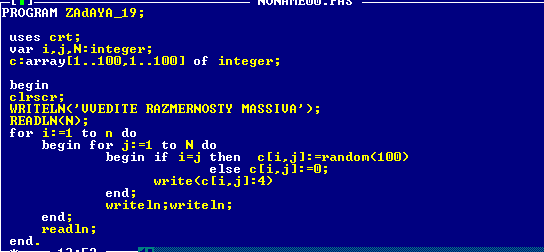 NONAME00.PAS
PROGRAM ZAdAYA_19;
uses crt;
var i,j,N:integer;
c:array[1..100,1..100] of integer;
begin
clrscr;
WRITELN('VVEDITE RAZMERNOSTY MASSIVA');
READLN(N);
for i:=1 to n do
begin for j:=1 to N do
begin if i=j then c[i,j]:=random(100)
else c[i,j]:=0;
write(c[i,j]:4)
end;
writeln;writeln;
end;
readln;
end.